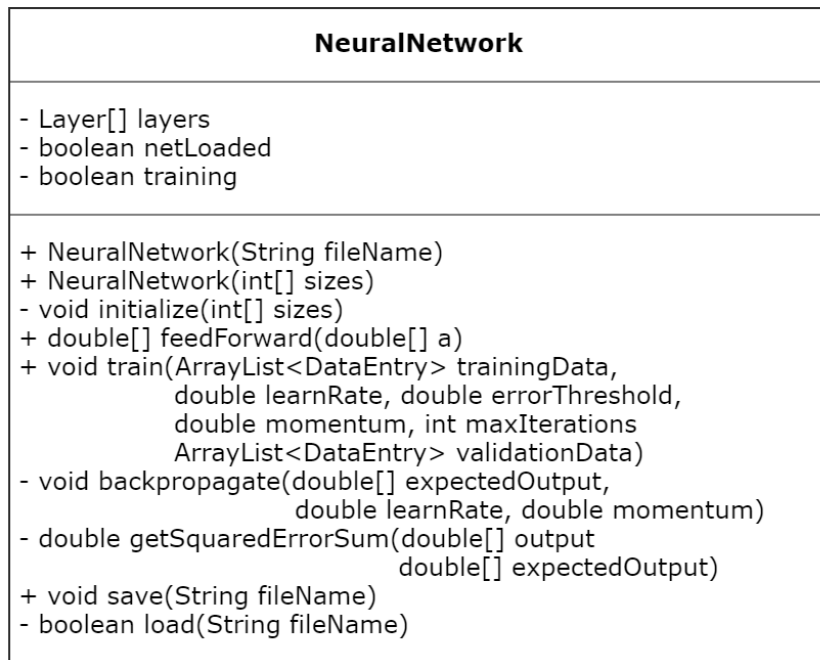 NeuralNetwork
- Layer[] layers
- boolean netLoaded
- boolean training
+ NeuralNetwork(String fileName)
+ NeuralNetwork(int[] sizes)
- void initialize(int[] sizes)
+ double[] feedForward(double[] a)
+ void train(ArrayList<DataEntry> trainingData,
double learnRate, double errorThreshold,
double momentum, int maxIterations
ArrayList<DataEntry> validationData)
- void backpropagate(double[] expectedOutput,
double learnRate, double momentum)
- double getSquaredErrorSum(double[] output
double[] expectedOutput)
+ void save(String fileName)
- boolean load(String fileName)